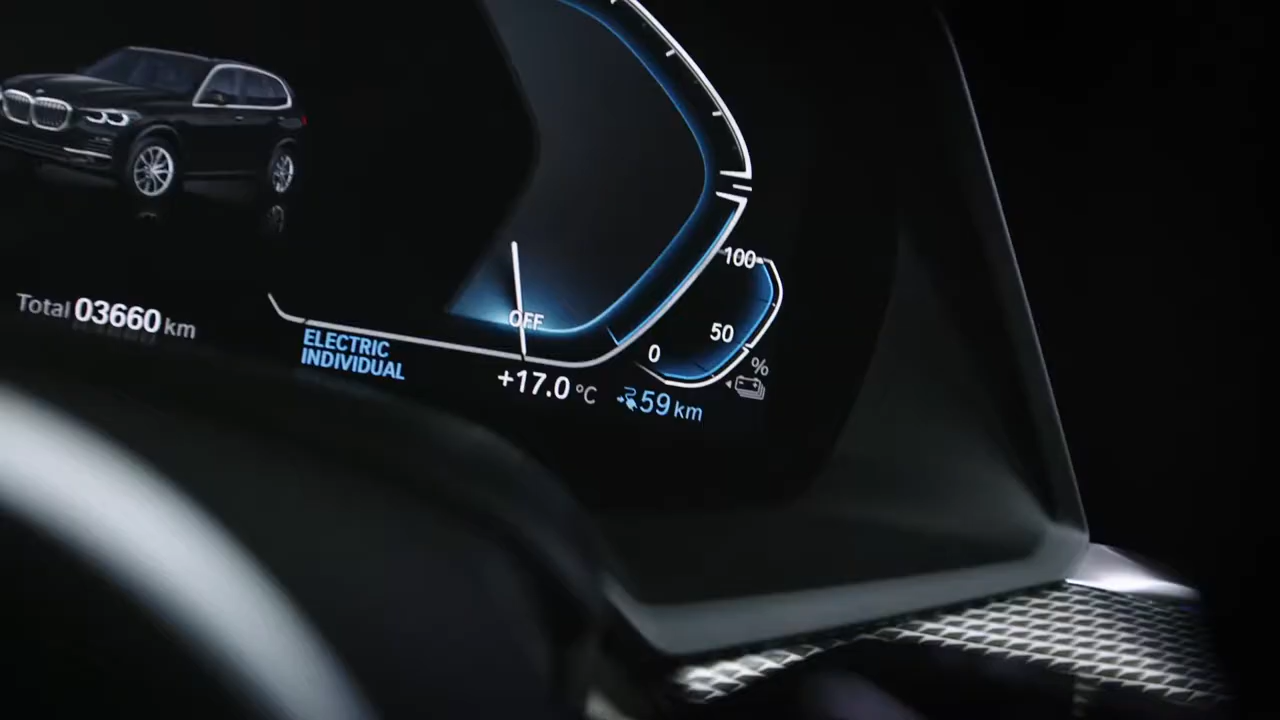 Total 03660 km
ELECTRIC
INDIVIDUAL
OFF
+17.0 °C
100
50
0
%
59 km